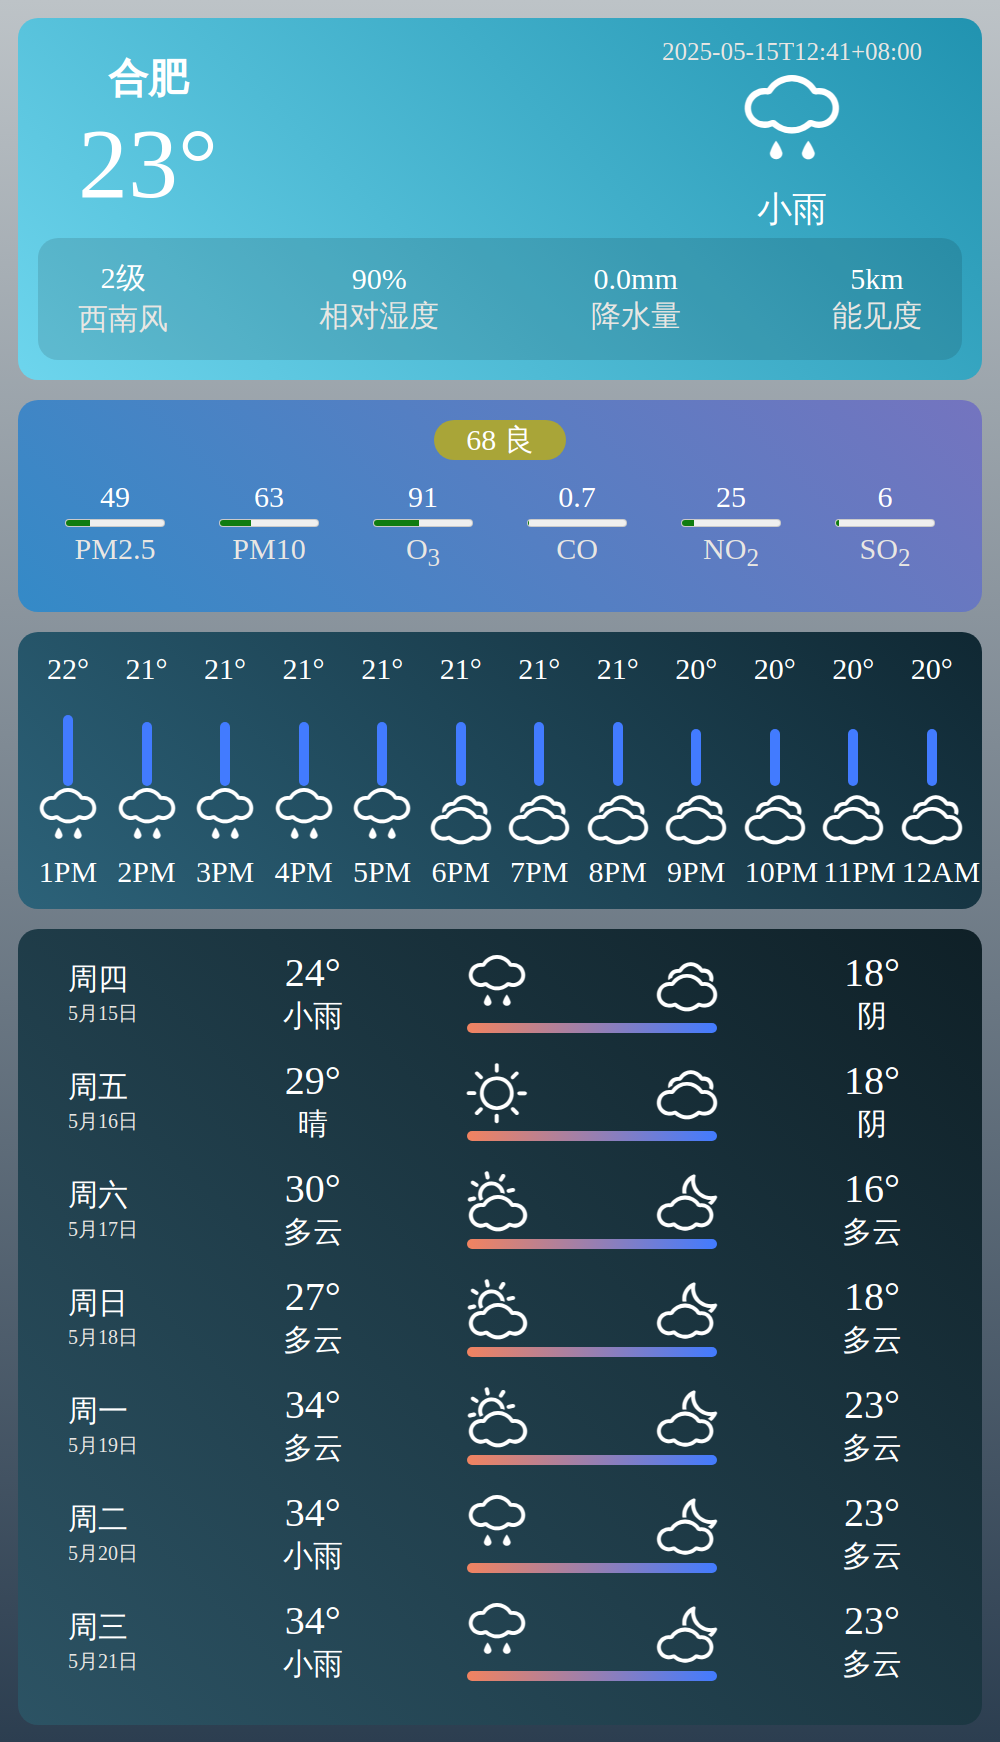 合肥
23°
2025-05-15T12:41+08:00
小雨
2级 90% 0.0mm 5km
西南风 相对湿度 降水量 能见度
68 良
49 63 91 0.7 25 6
PM2.5 PM10 O3 CO NO2 SO2
22° 21° 21° 21° 21° 21° 21° 21° 20° 20° 20° 20°
1PM 2PM 3PM 4PM 5PM 6PM 7PM 8PM 9PM 10PM 11PM 12AM
周四 24° 18°
5月15日 小雨 阴
周五 29° 18°
5月16日 晴 阴
周六 30° 16°
5月17日 多云 多云
周日 27° 18°
5月18日 多云 多云
周一 34° 23°
5月19日 多云 多云
周二 34° 23°
5月20日 小雨 多云
周三 34° 23°
5月21日 小雨 多云